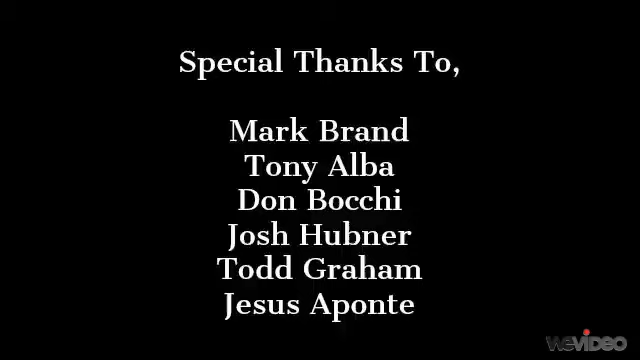 Special Thanks To,
Mark Brand
Tony Alba
Don Bocchi
Josh Hubner
Todd Graham
Jesus Aponte
WEVIDEO